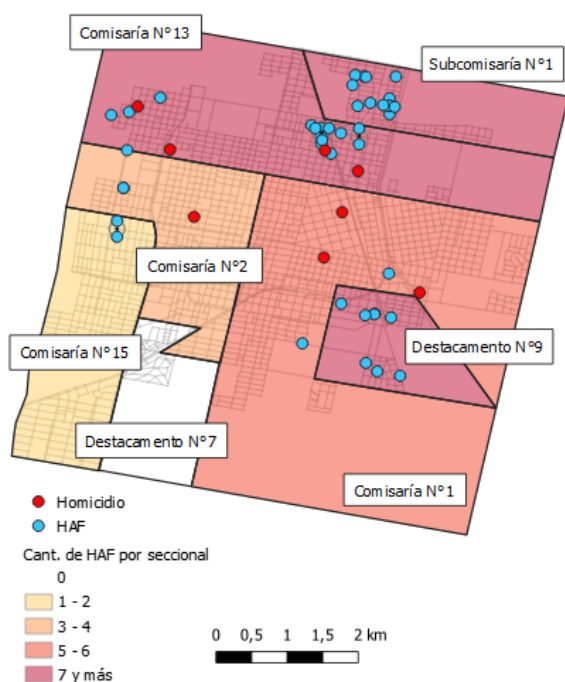 Comisaría N°13
Subcomisaría N°1
Comisaría N°2
Comisaría N°15
Destacamento N°9
Destacamento N°7
Comisaría N°1
Homicidio
HAF
Cant. de HAF por seccional
0
1 - 2
3 - 4
5 - 6
7 y más
0 0,5 1 1,5 2 km